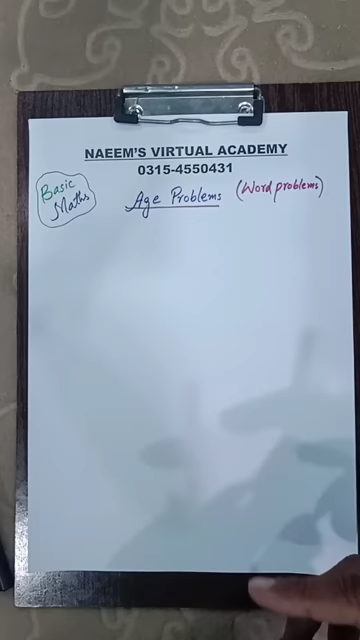 NAEEM'S VIRTUAL ACADEMY
0315-4550431
Basic Maths
Age Problems (Word problems)